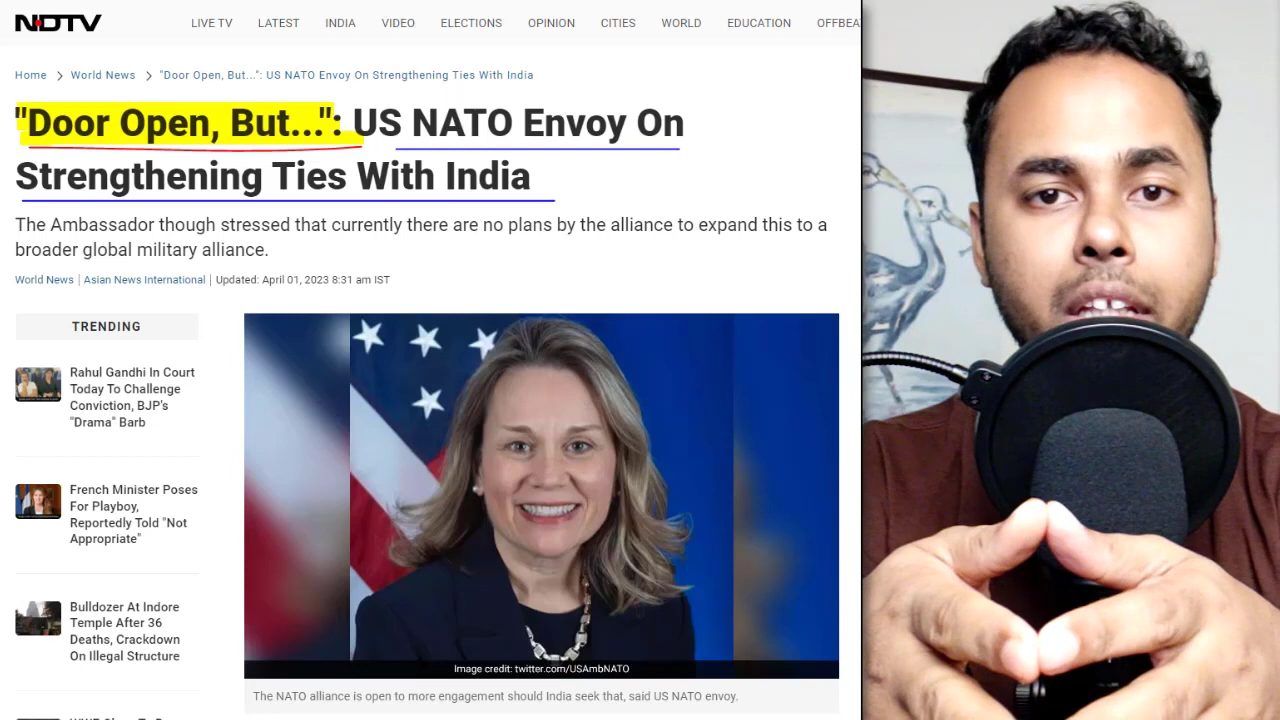 NDTV
LIVE TV LATEST INDIA VIDEO ELECTIONS OPINION CITIES WORLD EDUCATION OFFBEA
Home > World News > "Door Open, But...": US NATO Envoy On Strengthening Ties With India
"Door Open, But...": US NATO Envoy On
Strengthening Ties With India
The Ambassador though stressed that currently there are no plans by the alliance to expand this to a
broader global military alliance.
World News | Asian News International | Updated: April 01, 2023 8:31 am IST
TRENDING
Rahul Gandhi In Court
Today To Challenge
Conviction, BJP's
"Drama" Barb
French Minister Poses
For Playboy,
Reportedly Told "Not
Appropriate"
Bulldozer At Indore
Temple After 36
Deaths, Crackdown
On Illegal Structure
Image credit: twitter.com/USAmbNATO
The NATO alliance is open to more engagement should India seek that, said US NATO envoy.